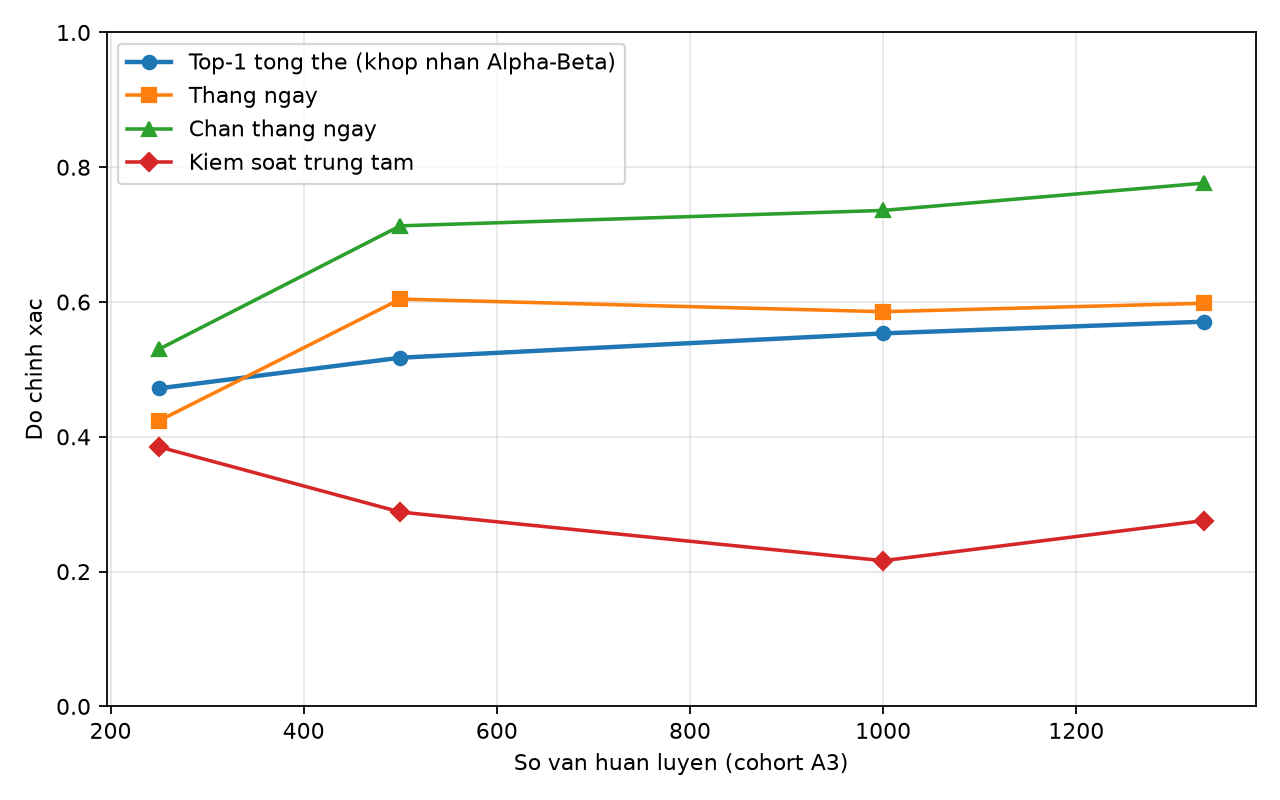 1.0
0.8
0.6
0.4
0.2
0.0
Do chinh xac
Top-1 tong the (khop nhan Alpha-Beta)
Thang ngay
Chan thang ngay
Kiem soat trung tam
200 400 600 800 1000 1200
So van huan luyen (cohort A3)